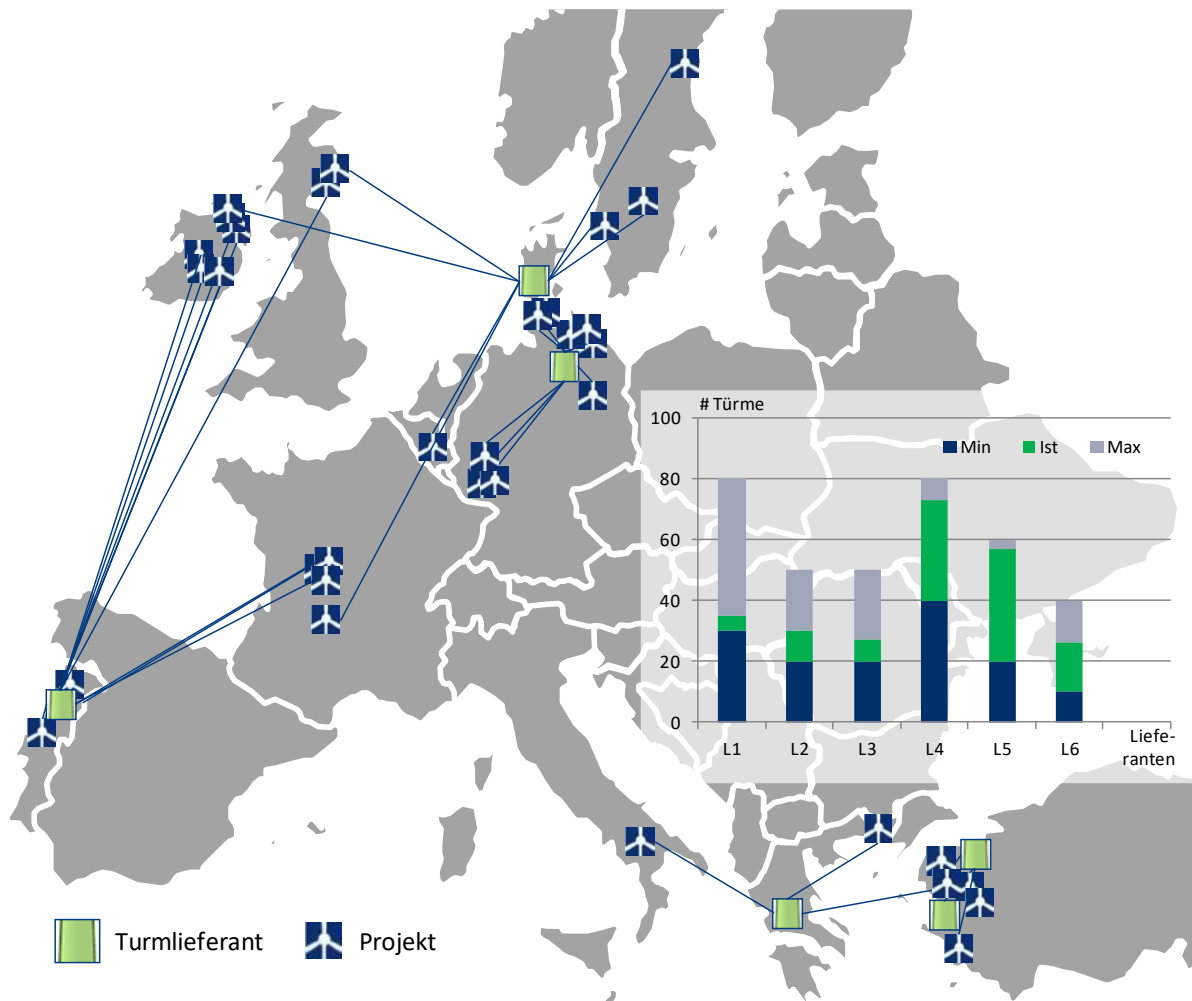 # Türme
100
Min Ist Max
80
60
40
20
0
L1 L2 L3 L4 L5 L6 Liefe-
ranten
Turmlieferant Projekt